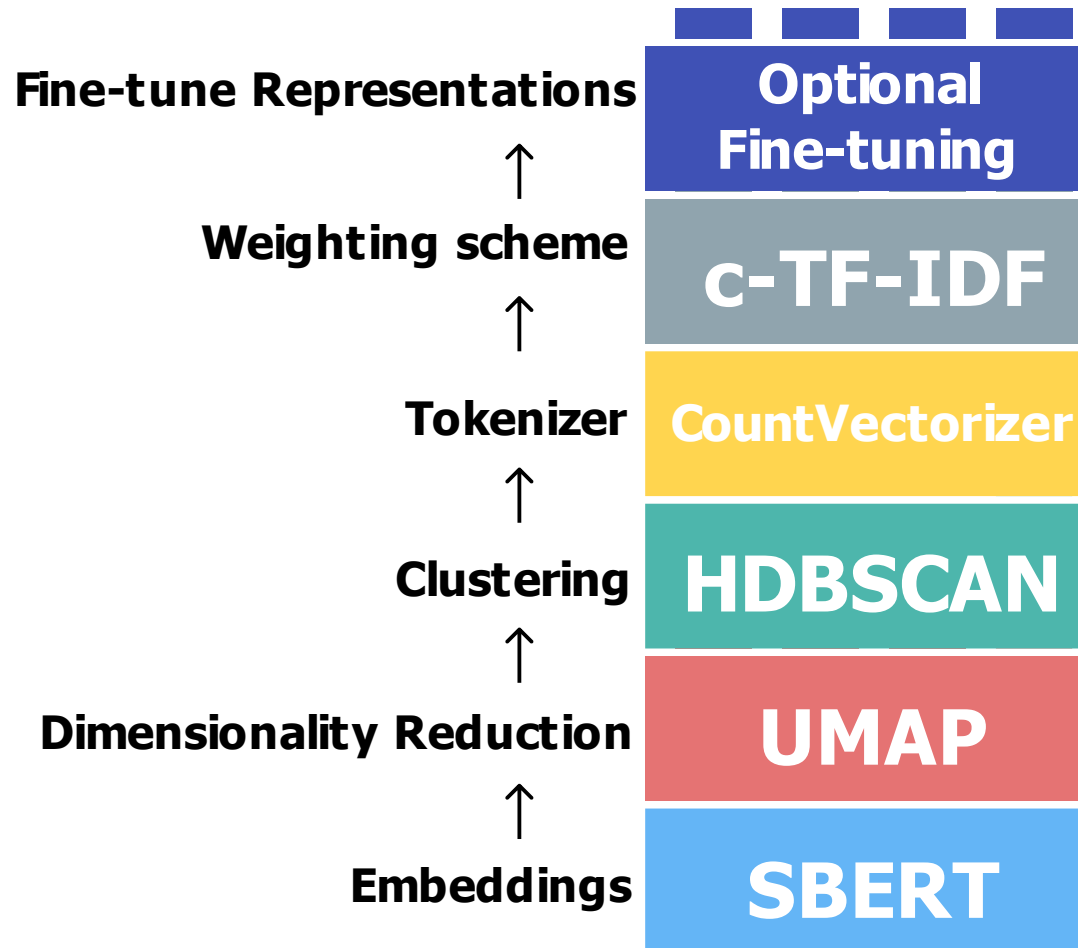 Fine-tune Representations
Optional
Fine-tuning
Weighting scheme
c-TF-IDF
Tokenizer
CountVectorizer
Clustering
HDBSCAN
Dimensionality Reduction
UMAP
Embeddings
SBERT